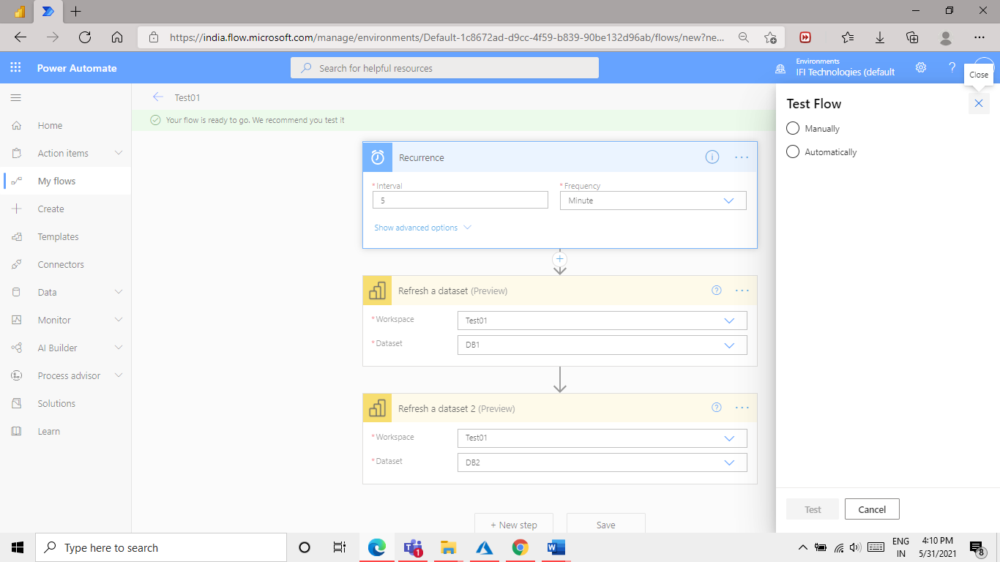 https://india.flow.microsoft.com/manage/environments/Default-1c8672ad-d9cc-4f59-b839-90be132d96ab/flows/new?ne...
Power Automate
Search for helpful resources
Environments
IFI Technologies (default
?
Close
Test01
Your flow is ready to go. We recommend you test it
Home
Action items
My flows
Create
Templates
Connectors
Data
Monitor
AI Builder
Process advisor
Solutions
Learn
Recurrence
* Interval
5
* Frequency
Minute
Show advanced options
Refresh a dataset (Preview)
* Workspace
Test01
* Dataset
DB1
Refresh a dataset 2 (Preview)
* Workspace
Test01
* Dataset
DB2
+ New step
Save
Test Flow
Manually
Automatically
Test
Cancel
Type here to search
1
ENG
IN
4:10 PM
5/31/2021
8